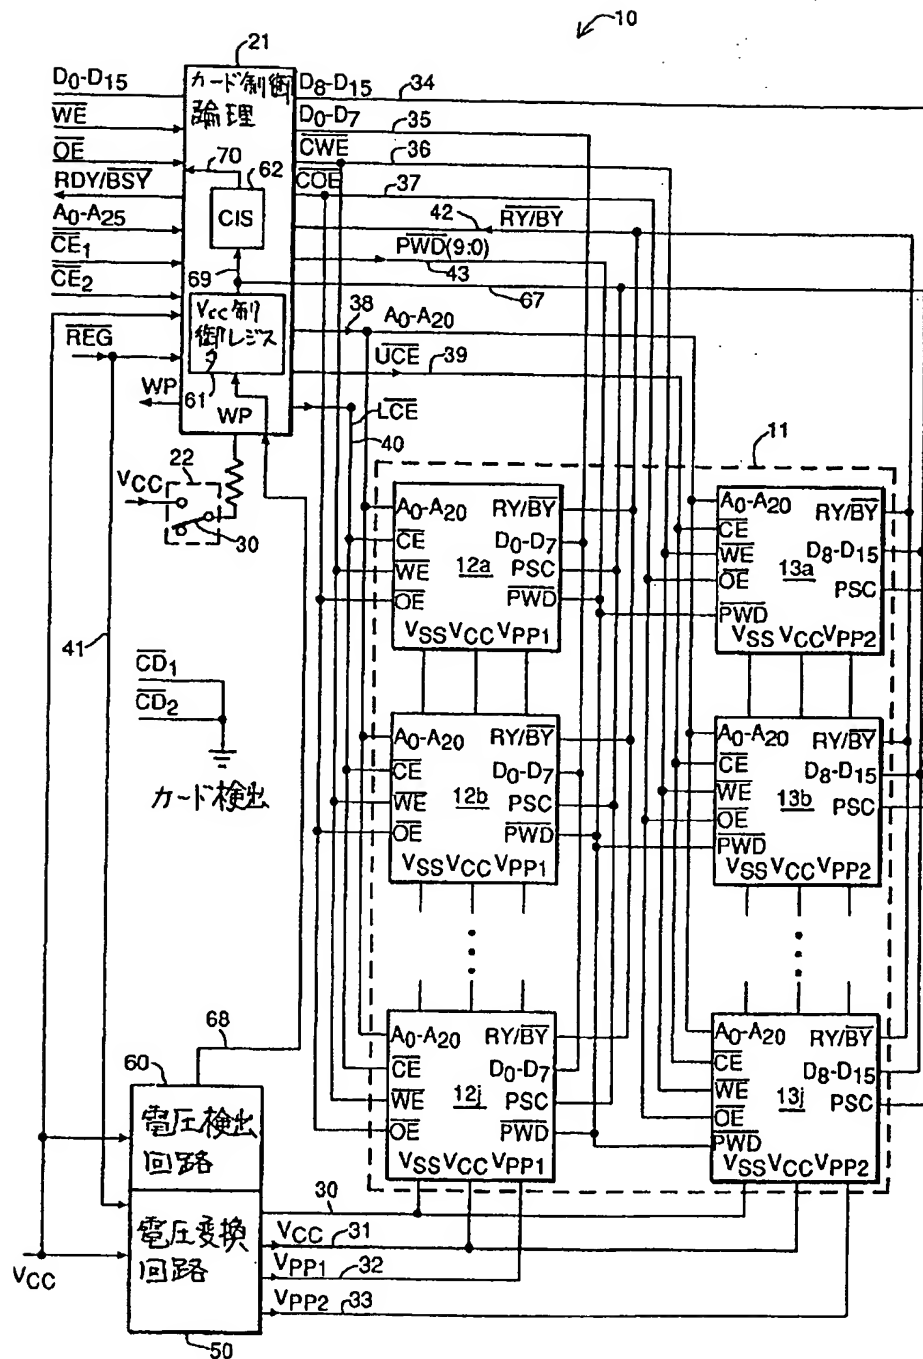 10
21
D0-D15
WE
OE
RDY/BSY
A0-A25
CE1
CE2
REG
WP
カード制御
論理
70
62
CIS
69
Vcc制
御レジス
タ
61
WP
D8-D15
34
D0-D7
35
CWE
36
COE
37
42
RY/BY
PWD(9:0)
43
67
38
A0-A20
UCE
39
LCE
40
22
VCC
30
11
41
CD1
CD2
カード検出
A0-A20
RY/BY
D0-D7
CE
12a
PSC
WE
PWD
OE
VSS VCC VPP1
A0-A20
RY/BY
CE
D8-D15
WE
13a
OE
PSC
PWD
VSS VCC VPP2
A0-A20
RY/BY
CE
D0-D7
WE
12b
PSC
OE
PWD
VSS VCC VPP1
A0-A20
RY/BY
CE
D8-D15
WE
13b
PSC
OE
PWD
VSS VCC VPP2
A0-A20
RY/BY
CE
D0-D7
WE
12j
PSC
OE
PWD
VSS VCC VPP1
A0-A20
RY/BY
CE
D8-D15
WE
13j
PSC
OE
PWD
VSS VCC VPP2
68
60
電圧検出
回路
電圧変換
回路
VCC
50
30
VCC
31
VPP1
32
VPP2
33